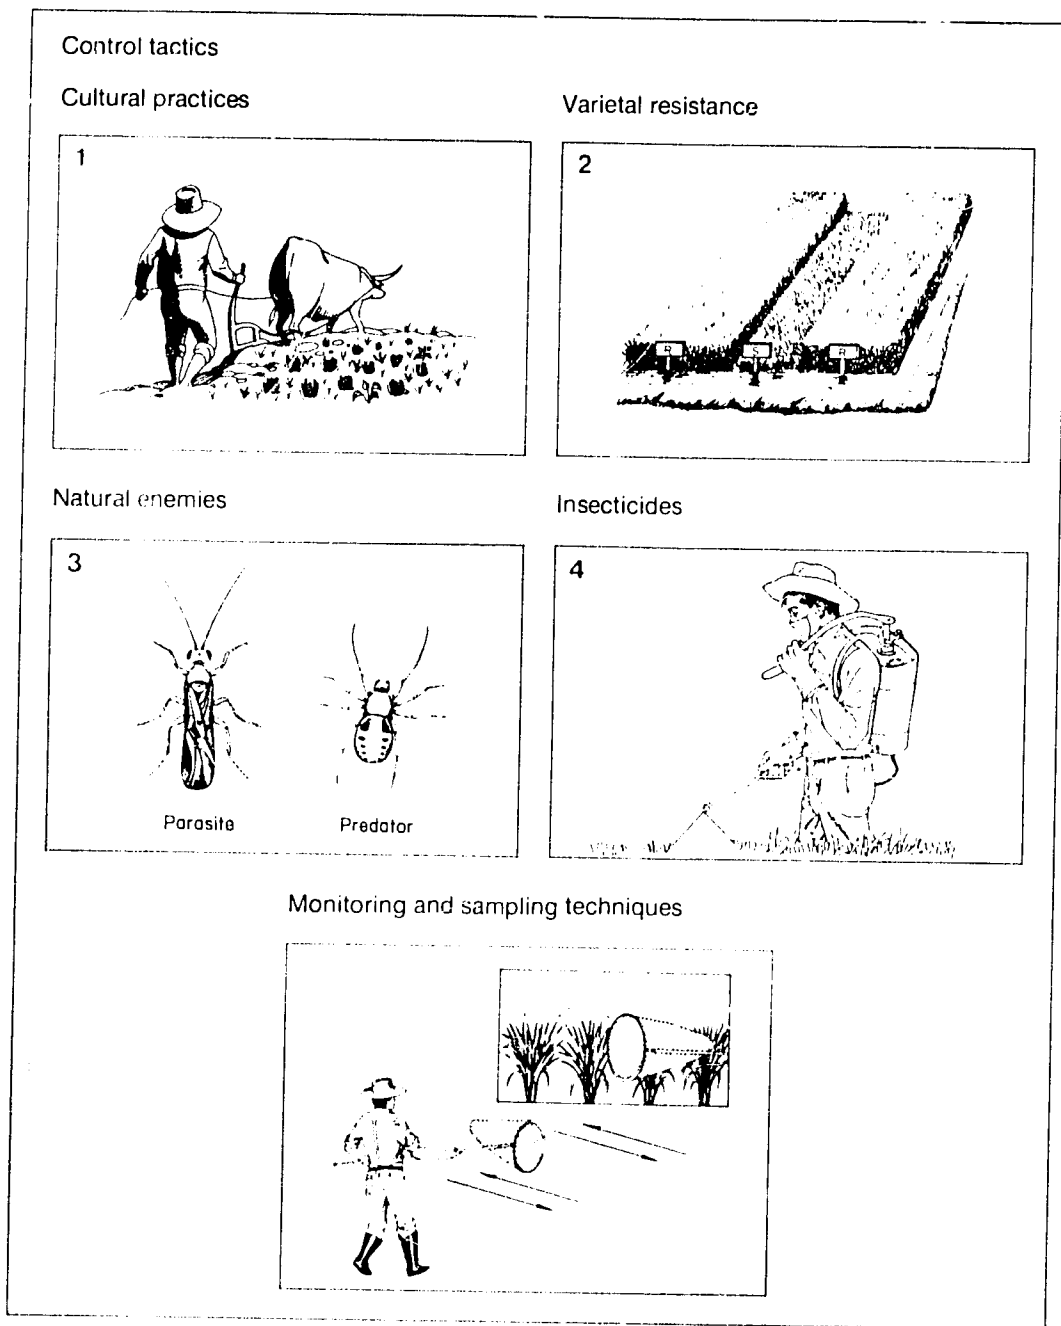 Control tactics
Cultural practices
Varietal resistance
1
2
R
S
R
Natural enemies
Insecticides
3
4
Parasite
Predator
Monitoring and sampling techniques